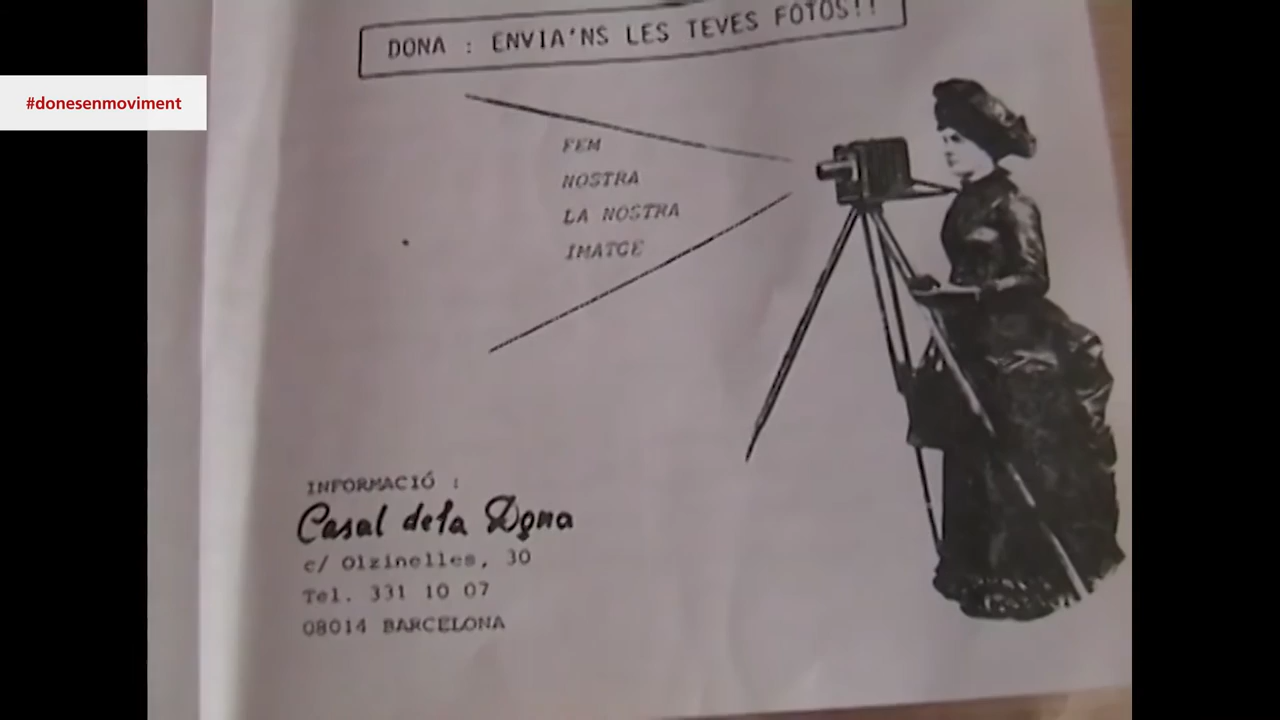 DONA : ENVIA'NS LES TEVES FOTOS!!
#donesenmoviment
FEM
NOSTRA
LA NOSTRA
IMATGE
INFORMACIÓ :
Casal de la Dona
c/ Olzinelles, 30
Tel. 331 10 07
08014 BARCELONA